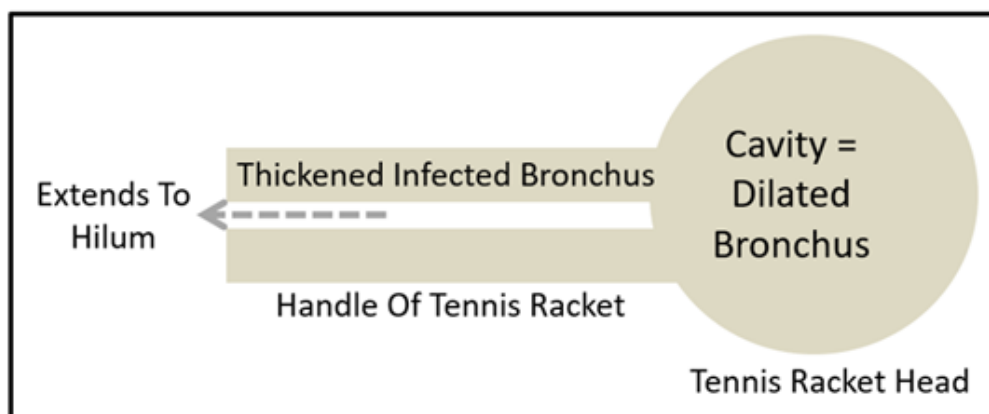 Extends To
Hilum
Thickened Infected Bronchus
Handle Of Tennis Racket
Cavity =
Dilated
Bronchus
Tennis Racket Head